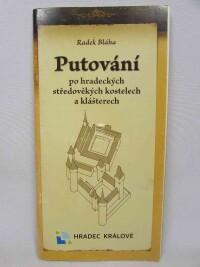 Radek Bláha
Putování
po hradeckých
středověkých kostelech
a klášterech
HRADEC KRÁLOVÉ